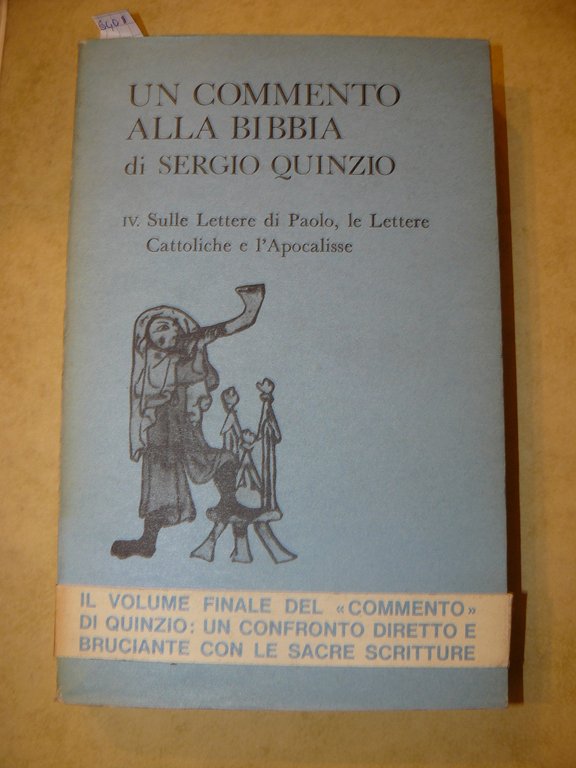 UN COMMENTO
ALLA BIBBIA
di SERGIO QUINZIO
IV. Sulle Lettere di Paolo, le Lettere
Cattoliche e l'Apocalisse
IL VOLUME FINALE DEL «COMMENTO»
DI QUINZIO: UN CONFRONTO DIRETTO E
BRUCIANTE CON LE SACRE SCRITTURE